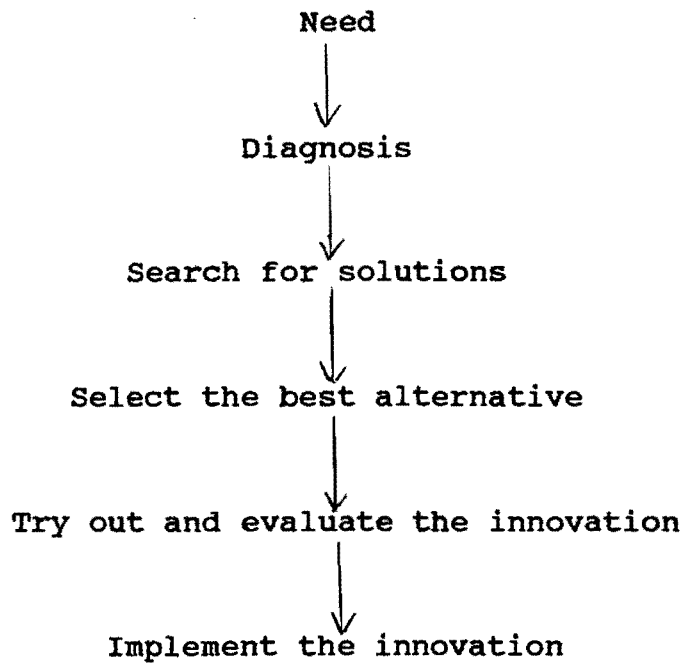 Need
Diagnosis
Search for solutions
Select the best alternative
Try out and evaluate the innovation
Implement the innovation